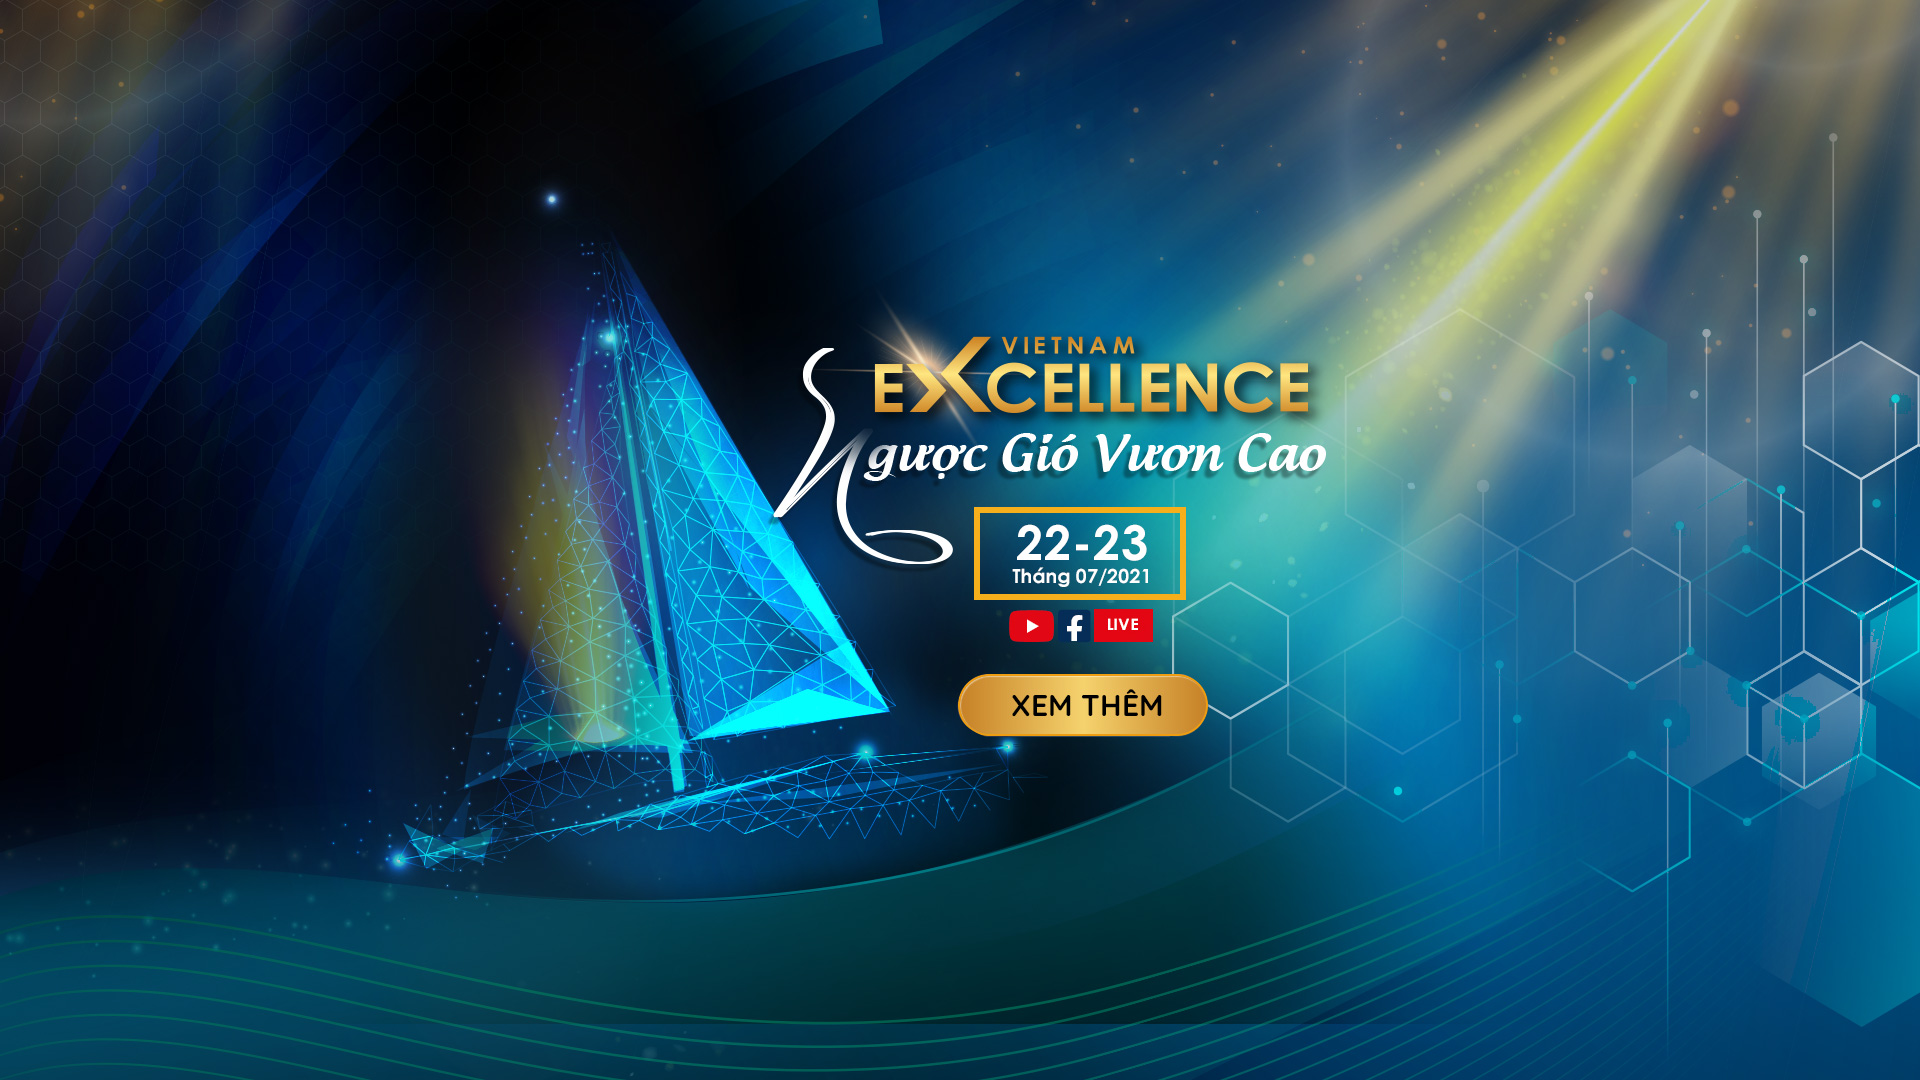 VIETNAM
EXCELLENCE
Ngược Gió Vươn Cao
22-23
Tháng 07/2021
LIVE
XEM THÊM